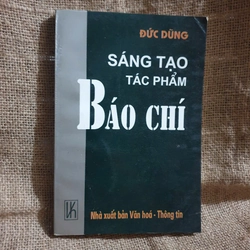 ĐỨC DŨNG
SÁNG TẠO
TÁC PHẨM
BÁO CHÍ
Nhà xuất bản Văn hoá - Thông tin